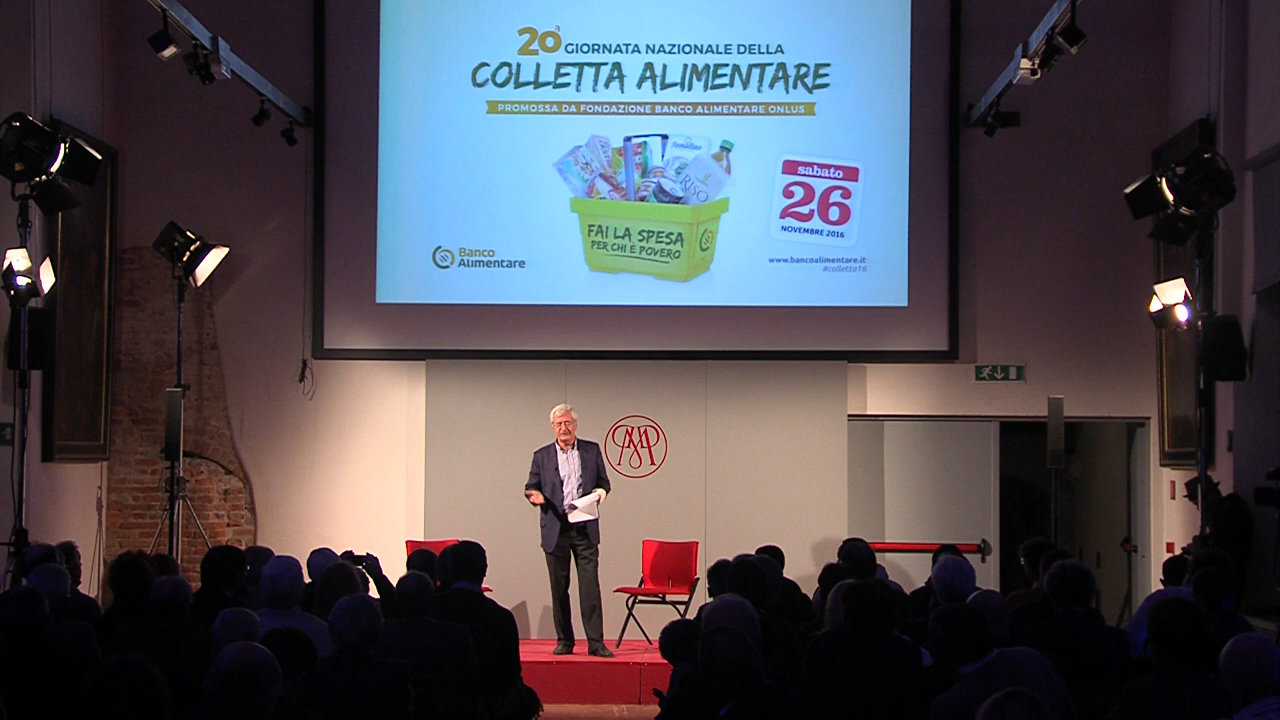 20ª GIORNATA NAZIONALE DELLA
COLLETTA ALIMENTARE
PROMOSSA DA FONDAZIONE BANCO ALIMENTARE ONLUS
RISO
FAI LA SPESA
PER CHI È POVERO
sabato
26
NOVEMBRE 2016
Banco
Alimentare
www.bancoalimentare.it
#colletta16